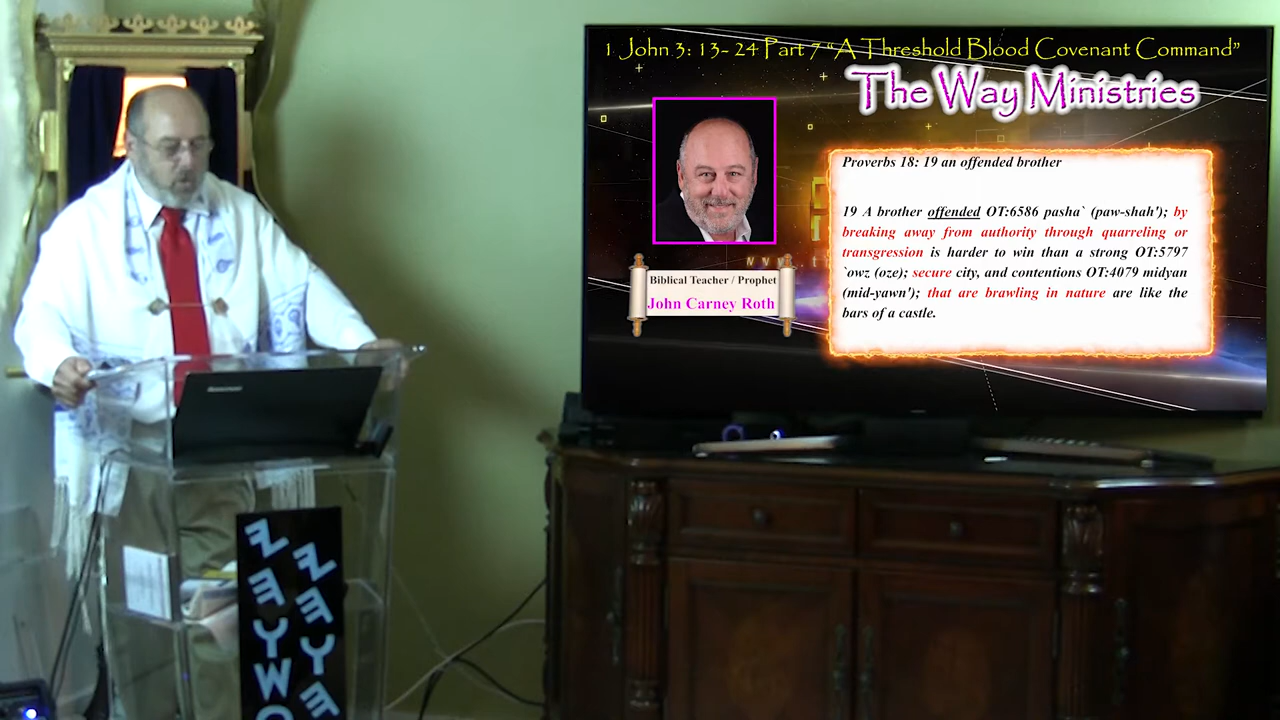 1 John 3: 13- 24 Part 7 “A Threshold Blood Covenant Command”
The Way Ministries
Biblical Teacher / Prophet
John Carney Roth
Proverbs 18: 19 an offended brother
19 A brother offended OT:6586 pasha` (paw-shah'); by
breaking away from authority through quarreling or
transgression is harder to win than a strong OT:5797
`owz (oze); secure city, and contentions OT:4079 midyan
(mid-yawn'); that are brawling in nature are like the
bars of a castle.
lenovo
𐤉𐤄𐤅𐤔𐤏
𐤉𐤄𐤅𐤄